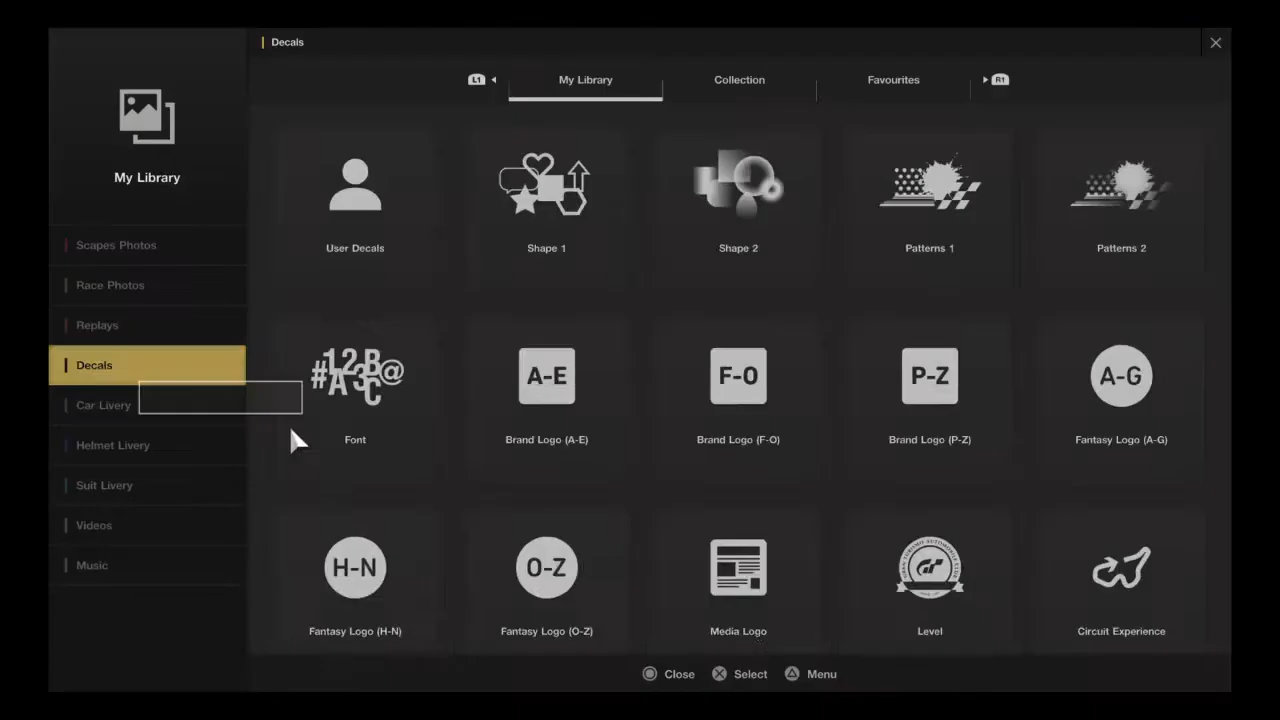 Decals
L1
My Library
Collection
Favourites
R1
My Library
Scapes Photos
Race Photos
Replays
Decals
Car Livery
Helmet Livery
Suit Livery
Videos
Music
User Decals
Shape 1
Shape 2
Patterns 1
Patterns 2
#123B@
A C
Font
A-E
Brand Logo (A-E)
F-O
Brand Logo (F-O)
P-Z
Brand Logo (P-Z)
A-G
Fantasy Logo (A-G)
H-N
Fantasy Logo (H-N)
O-Z
Fantasy Logo (O-Z)
Media Logo
GT
Level
Circuit Experience
Close
Select
Menu